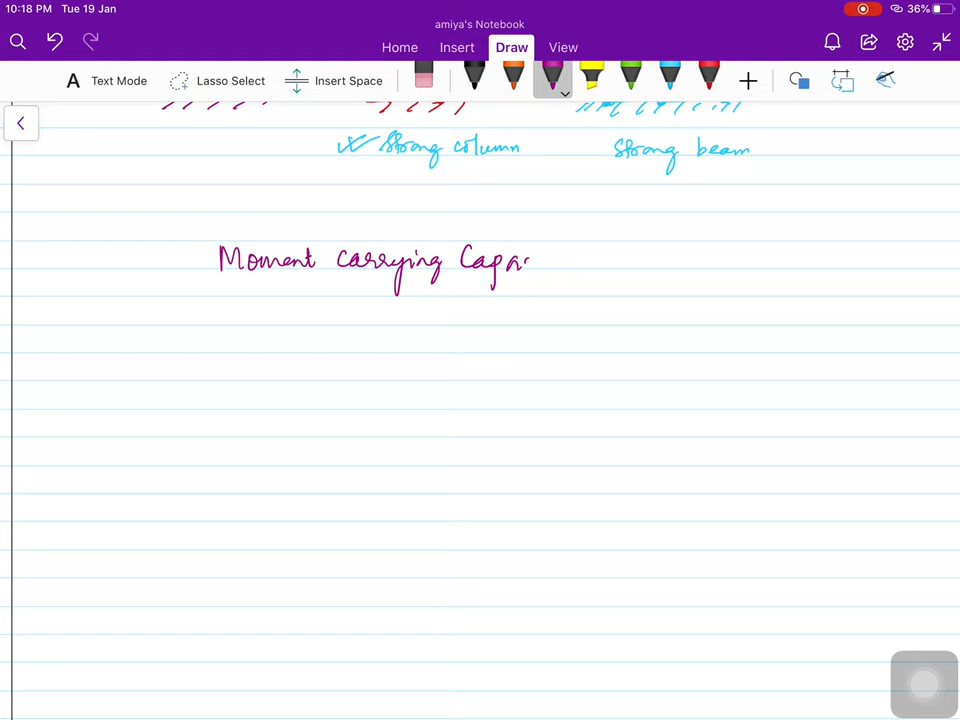 10:18 PM Tue 19 Jan
36%
amiya's Notebook
Home Insert Draw View
A Text Mode Lasso Select Insert Space
strong column strong beam
Moment carrying Capa